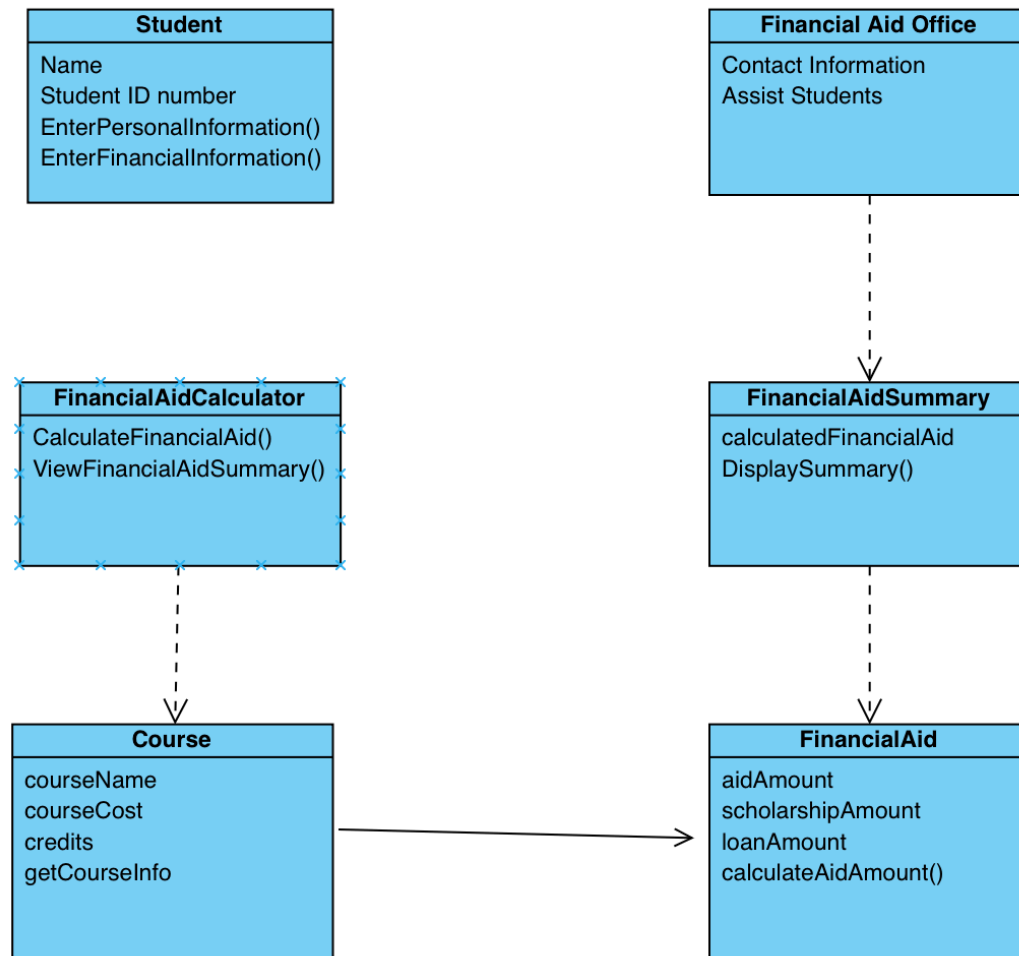 Student
Name
Student ID number
EnterPersonalInformation()
EnterFinancialInformation()
Financial Aid Office
Contact Information
Assist Students
FinancialAidCalculator
CalculateFinancialAid()
ViewFinancialAidSummary()
FinancialAidSummary
calculatedFinancialAid
DisplaySummary()
Course
courseName
courseCost
credits
getCourseInfo
FinancialAid
aidAmount
scholarshipAmount
loanAmount
calculateAidAmount()